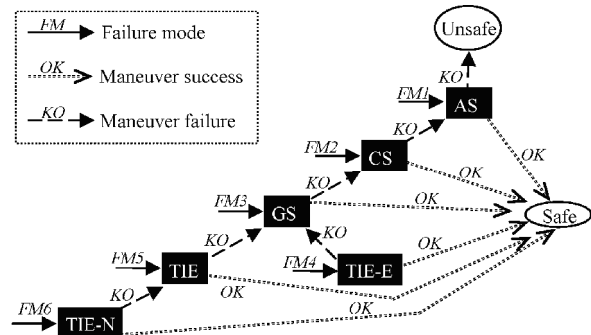 FM Failure mode
OK Maneuver success
KO Maneuver failure
Unsafe
KO
FM1 AS
KO
OK
FM2 CS
OK
KO
FM3 GS
OK
Safe
KO
KO
OK
FM5 TIE
FM4 TIE-E
KO
OK
FM6 TIE-N
OK